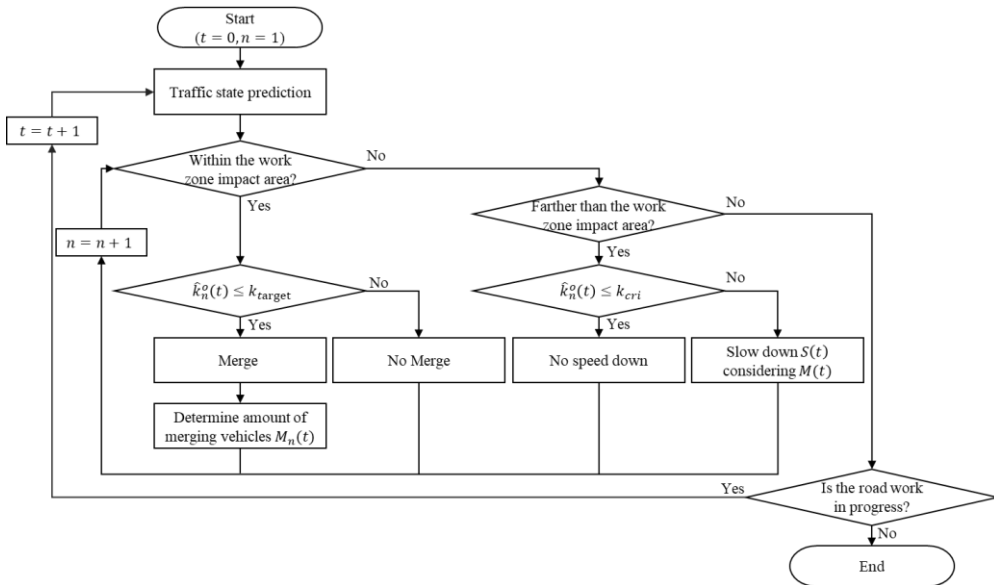 Start
(t = 0, n = 1)
Traffic state prediction
t = t + 1
Within the work
zone impact area?
No
Yes
Farther than the work
zone impact area?
No
Yes
n = n + 1
k̂ₙᵒ(t) ≤ k_target
No
Yes
k̂ₙᵒ(t) ≤ k_cri
No
Yes
Merge
No Merge
No speed down
Slow down S(t)
considering M(t)
Determine amount of
merging vehicles Mₙ(t)
Is the road work
in progress?
Yes
No
End